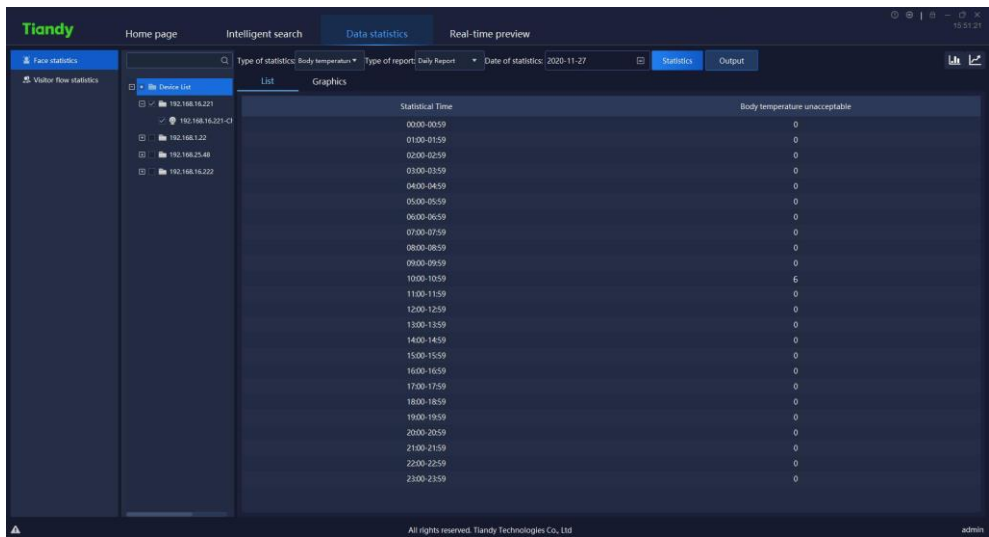 Tiandy
Home page Intelligent search Data statistics Real-time preview
15:51:21
Face statistics
Visitor flow statistics
Device List
192.168.16.221
192.168.16.221-Cl
192.168.1.22
192.168.25.40
192.168.16.222
Type of statistics: Body temperature Type of report: Daily Report Date of statistics: 2020-11-27 Statistics Output
List Graphics
Statistical Time Body temperature unacceptable
00:00-00:59 0
01:00-01:59 0
02:00-02:59 0
03:00-03:59 0
04:00-04:59 0
05:00-05:59 0
06:00-06:59 0
07:00-07:59 0
08:00-08:59 0
09:00-09:59 0
10:00-10:59 6
11:00-11:59 0
12:00-12:59 0
13:00-13:59 0
14:00-14:59 0
15:00-15:59 0
16:00-16:59 0
17:00-17:59 0
18:00-18:59 0
19:00-19:59 0
20:00-20:59 0
21:00-21:59 0
22:00-22:59 0
23:00-23:59 0
All rights reserved. Tiandy Technologies Co., Ltd
admin